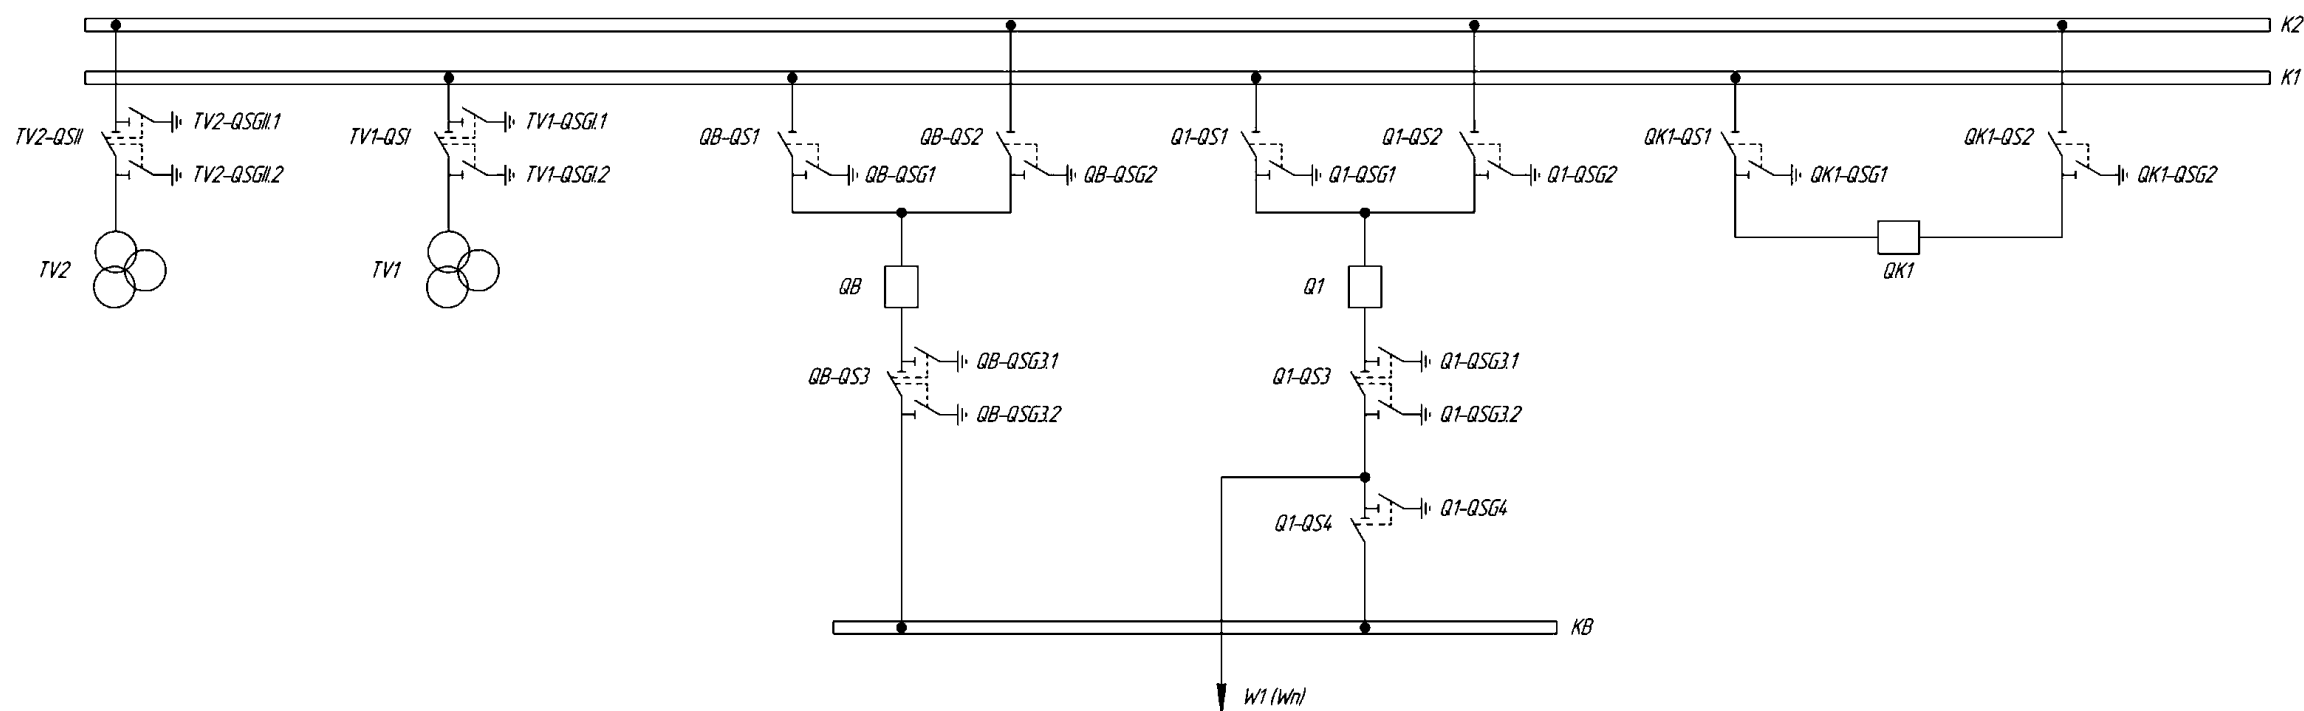 K2
K1
TV2-QSGII.1
TV1-QSGI.1
TV2-QSII
TV1-QSI
QB-QS1
QB-QS2
Q1-QS1
Q1-QS2
QK1-QS1
QK1-QS2
TV2-QSGII.2
TV1-QSGI.2
QB-QSG1
QB-QSG2
Q1-QSG1
Q1-QSG2
QK1-QSG1
QK1-QSG2
TV2
TV1
QK1
QB
Q1
QB-QSG3.1
Q1-QSG3.1
QB-QS3
Q1-QS3
QB-QSG3.2
Q1-QSG3.2
Q1-QSG4
Q1-QS4
KB
W1 (Wn)